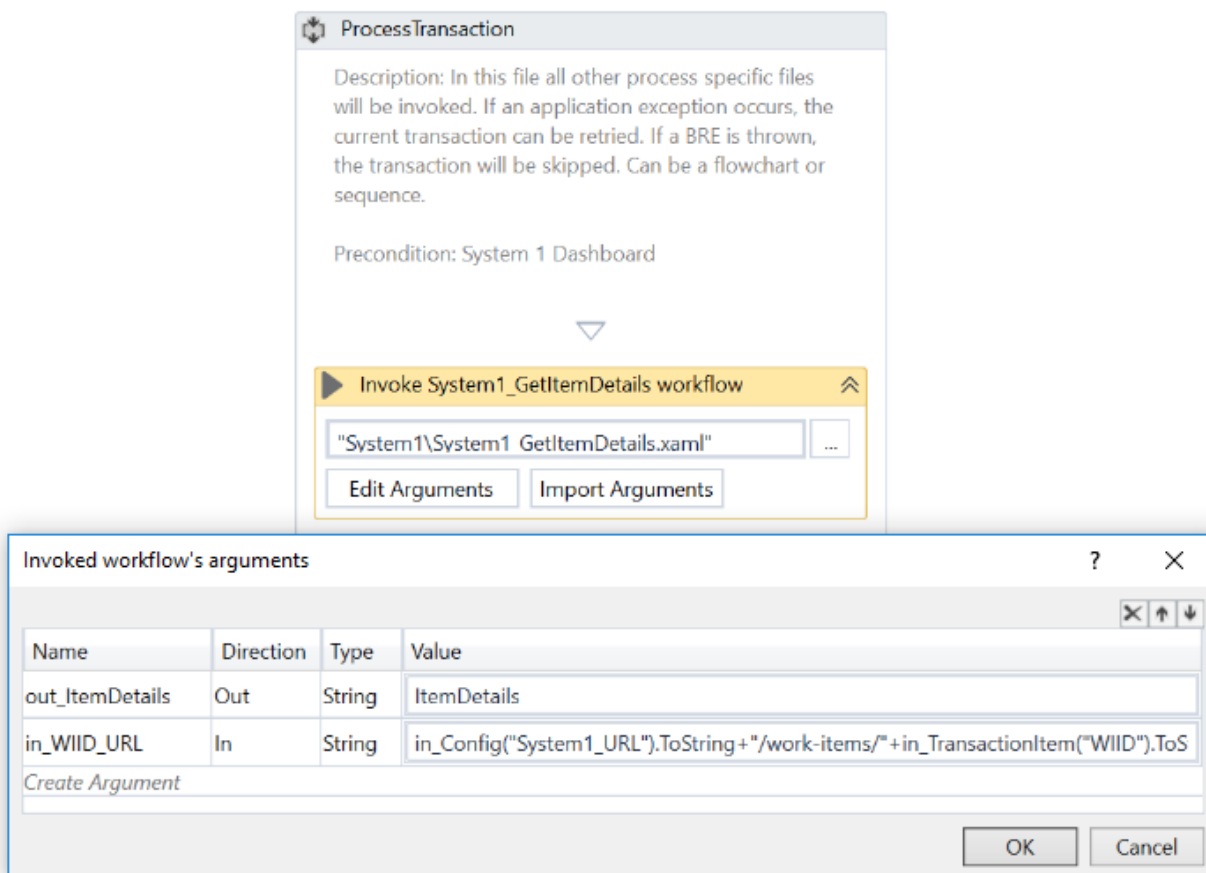 ProcessTransaction
Description: In this file all other process specific files
will be invoked. If an application exception occurs, the
current transaction can be retried. If a BRE is thrown,
the transaction will be skipped. Can be a flowchart or
sequence.
Precondition: System 1 Dashboard
Invoke System1_GetItemDetails workflow
"System1\System1_GetItemDetails.xaml" ...
Edit Arguments Import Arguments
Invoked workflow's arguments ?
Name Direction Type Value
out_ItemDetails Out String ItemDetails
in_WIID_URL In String in_Config("System1_URL").ToString+"/work-items/"+in_TransactionItem("WIID").ToS
Create Argument
OK Cancel